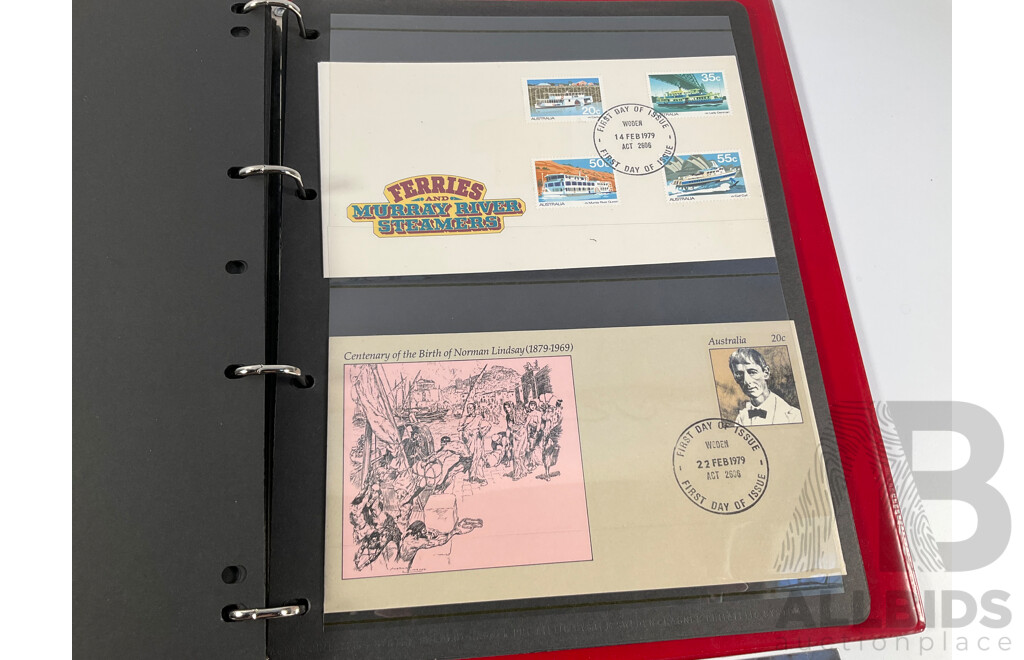 20c
AUSTRALIA
35c
FIRST DAY OF ISSUE
WODEN
14 FEB 1979
ACT 2606
FIRST DAY OF ISSUE
50
AUSTRALIA
55c
AUSTRALIA
FERRIES
AND
MURRAY RIVER
STEAMERS
Centenary of the Birth of Norman Lindsay (1879-1969)
Australia 20c
FIRST DAY OF ISSUE
WODEN
22 FEB 1979
ACT 2606
FIRST DAY OF ISSUE
B
ALLBIDS
auctionplace